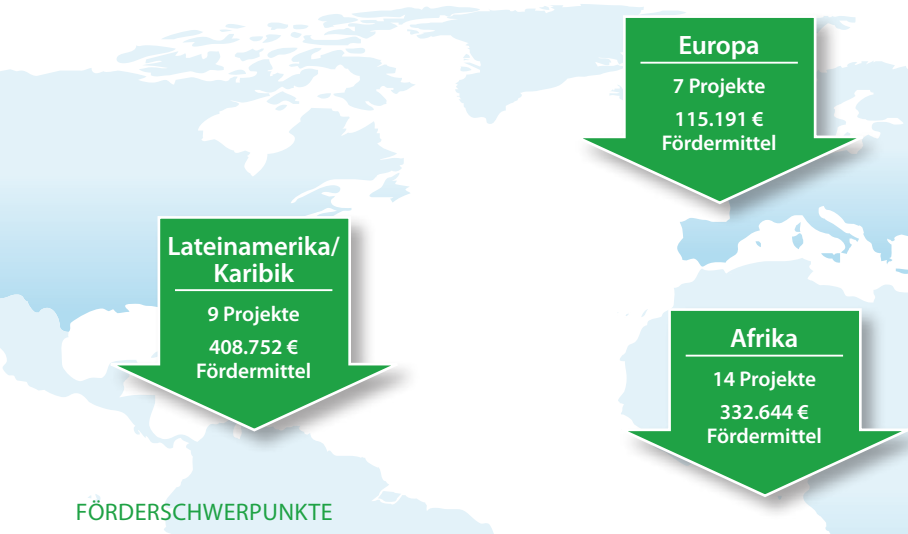 Europa
7 Projekte
115.191 €
Fördermittel
Lateinamerika/
Karibik
9 Projekte
408.752 €
Fördermittel
Afrika
14 Projekte
332.644 €
Fördermittel
FÖRDERSCHWERPUNKTE